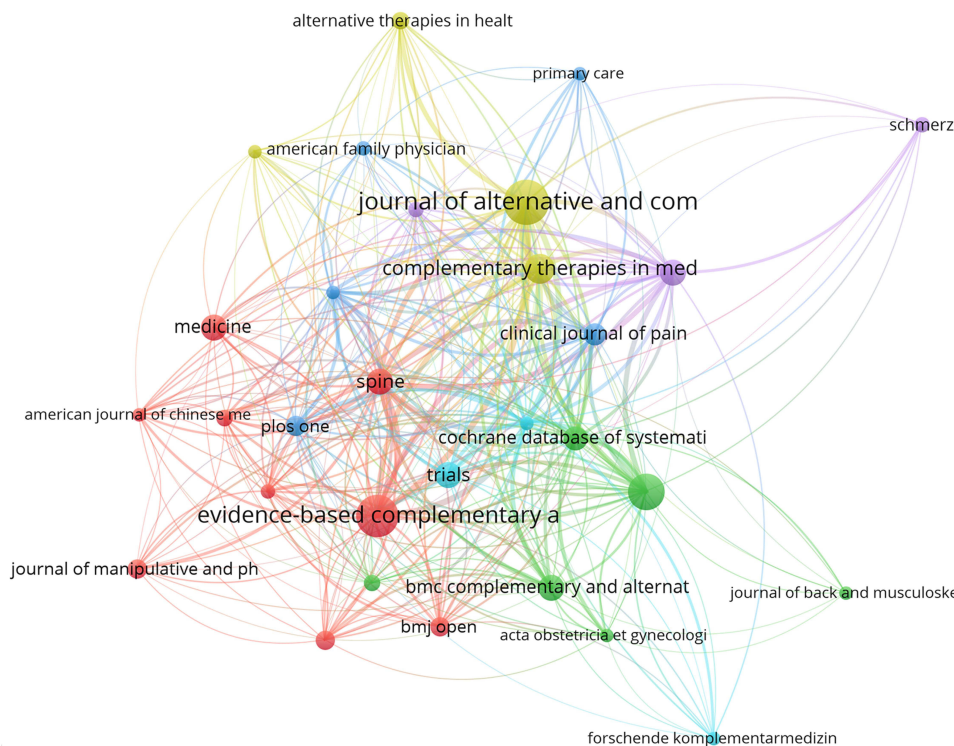 alternative therapies in healt
primary care
schmerz
american family physician
journal of alternative and com
complementary therapies in med
medicine
clinical journal of pain
spine
american journal of chinese me
plos one
cochrane database of systemati
trials
evidence-based complementary a
journal of manipulative and ph
bmc complementary and alternat
journal of back and musculoske
bmj open
acta obstetricia et gynecologi
forschende komplementarmedizin